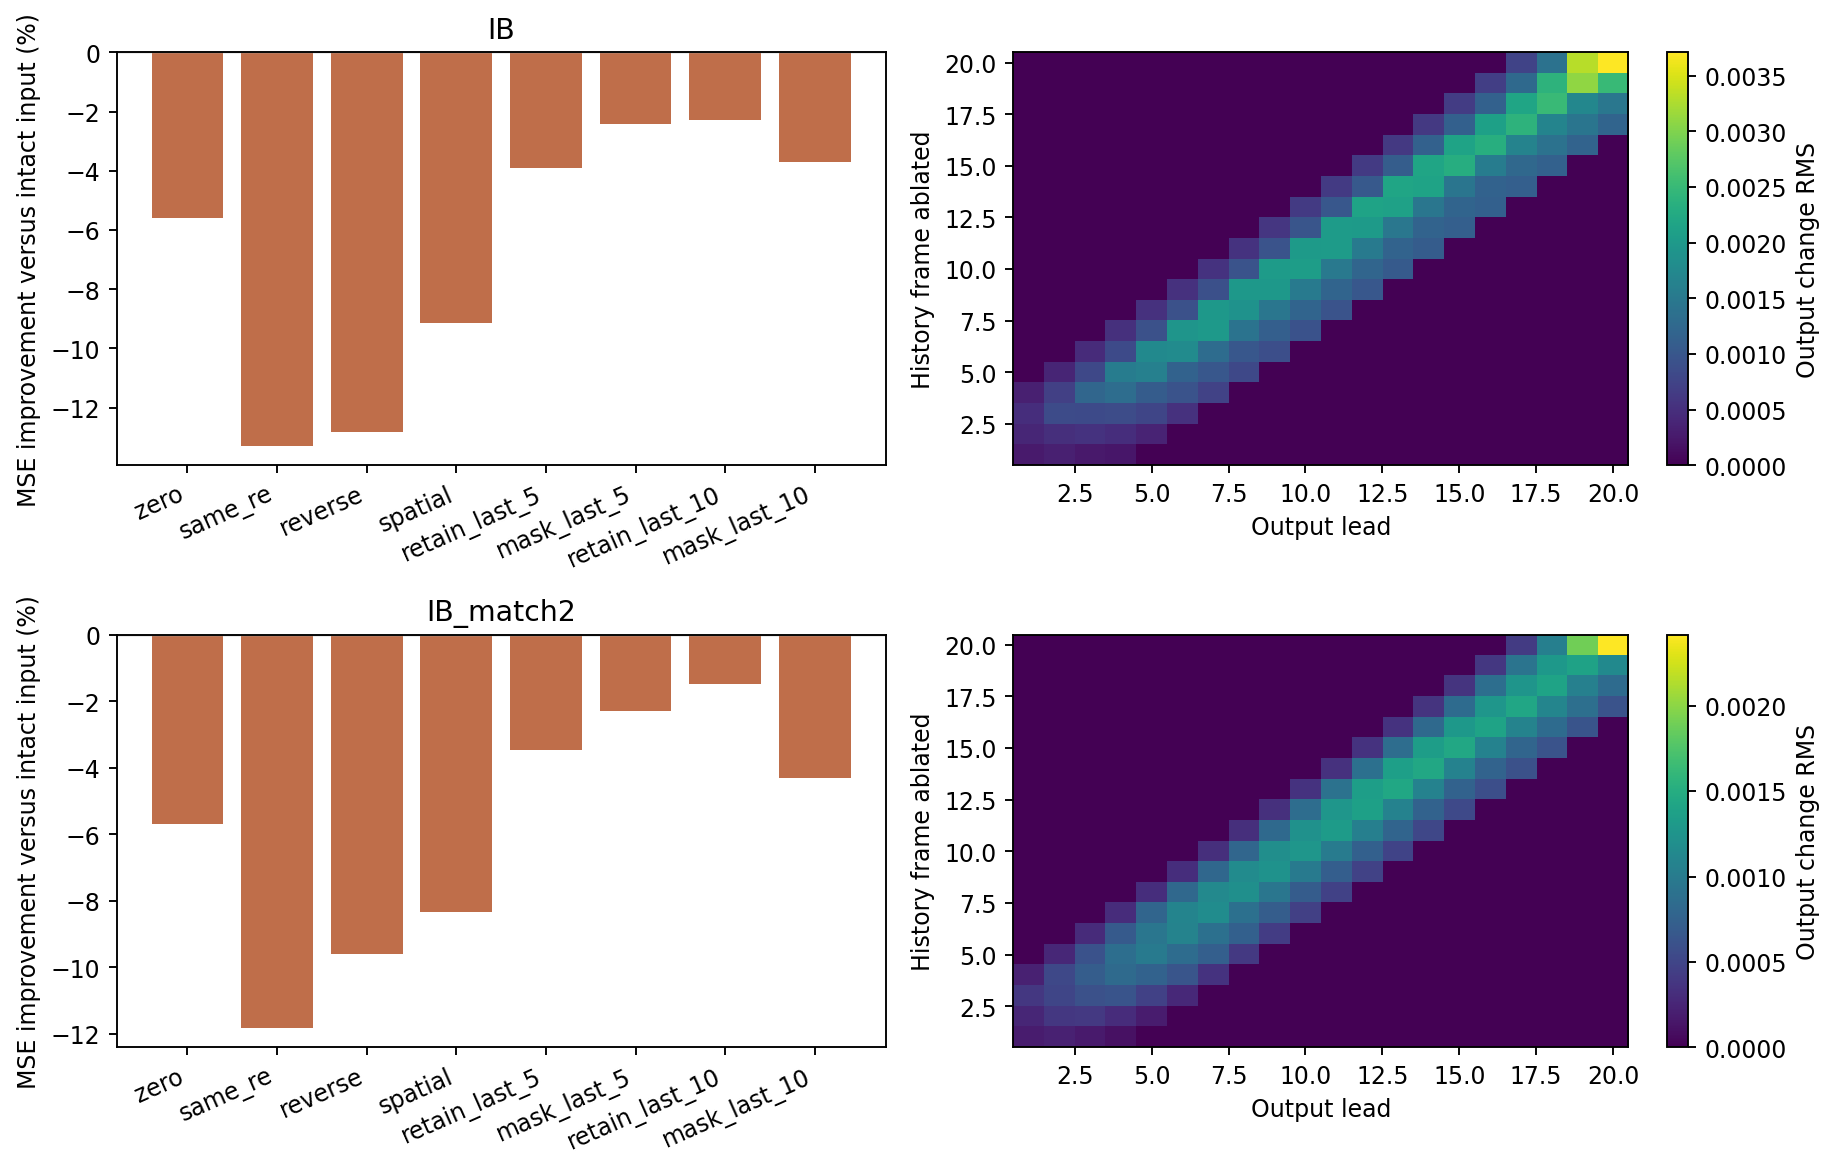 IB
MSE improvement versus intact input (%)
0
−2
−4
−6
−8
−10
−12
zero
same_re
reverse
spatial
retain_last_5
mask_last_5
retain_last_10
mask_last_10
History frame ablated
20.0
17.5
15.0
12.5
10.0
7.5
5.0
2.5
2.5 5.0 7.5 10.0 12.5 15.0 17.5 20.0
Output lead
0.0035
0.0030
0.0025
0.0020
0.0015
0.0010
0.0005
0.0000
Output change RMS
IB_match2
MSE improvement versus intact input (%)
0
−2
−4
−6
−8
−10
−12
zero
same_re
reverse
spatial
retain_last_5
mask_last_5
retain_last_10
mask_last_10
History frame ablated
20.0
17.5
15.0
12.5
10.0
7.5
5.0
2.5
2.5 5.0 7.5 10.0 12.5 15.0 17.5 20.0
Output lead
0.0020
0.0015
0.0010
0.0005
0.0000
Output change RMS